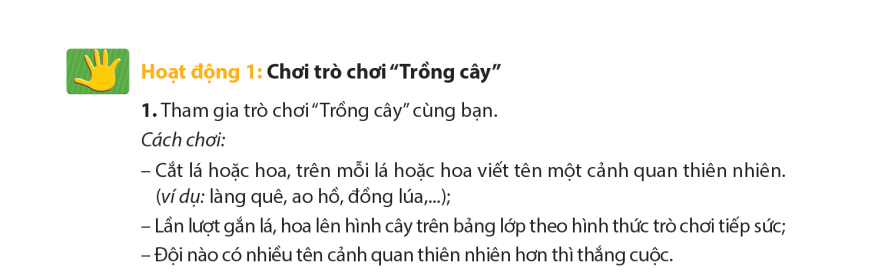 Hoạt động 1: Chơi trò chơi “Trồng cây”
1. Tham gia trò chơi “Trồng cây” cùng bạn.
Cách chơi:
– Cắt lá hoặc hoa, trên mỗi lá hoặc hoa viết tên một cảnh quan thiên nhiên.
(ví dụ: làng quê, ao hồ, đồng lúa,...);
– Lần lượt gắn lá, hoa lên hình cây trên bảng lớp theo hình thức trò chơi tiếp sức;
– Đội nào có nhiều tên cảnh quan thiên nhiên hơn thì thắng cuộc.